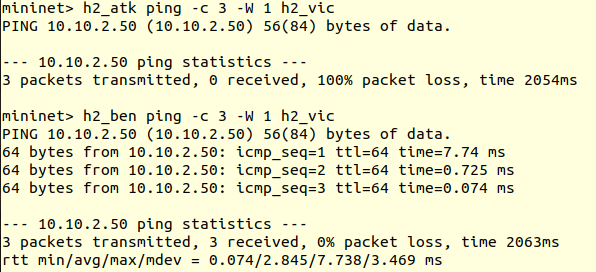 mininet> h2_atk ping -c 3 -W 1 h2_vic
PING 10.10.2.50 (10.10.2.50) 56(84) bytes of data.

--- 10.10.2.50 ping statistics ---
3 packets transmitted, 0 received, 100% packet loss, time 2054ms

mininet> h2_ben ping -c 3 -W 1 h2_vic
PING 10.10.2.50 (10.10.2.50) 56(84) bytes of data.
64 bytes from 10.10.2.50: icmp_seq=1 ttl=64 time=7.74 ms
64 bytes from 10.10.2.50: icmp_seq=2 ttl=64 time=0.725 ms
64 bytes from 10.10.2.50: icmp_seq=3 ttl=64 time=0.074 ms

--- 10.10.2.50 ping statistics ---
3 packets transmitted, 3 received, 0% packet loss, time 2063ms
rtt min/avg/max/mdev = 0.074/2.845/7.738/3.469 ms